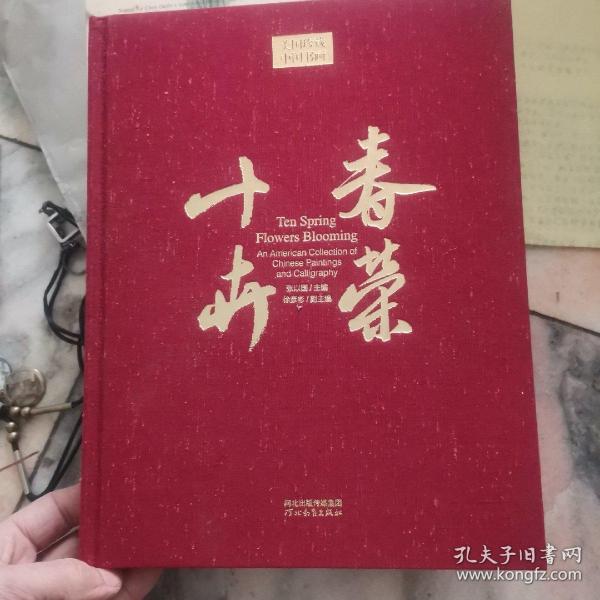 美国珍藏
中国书画
春荣
十卉
Ten Spring
Flowers Blooming
An American Collection of
Chinese Paintings
and Calligraphy
张以国/主编
徐彦彬/副主编
河北出版传媒集团
河北教育出版社
孔夫子旧书网
www.kongfz.com